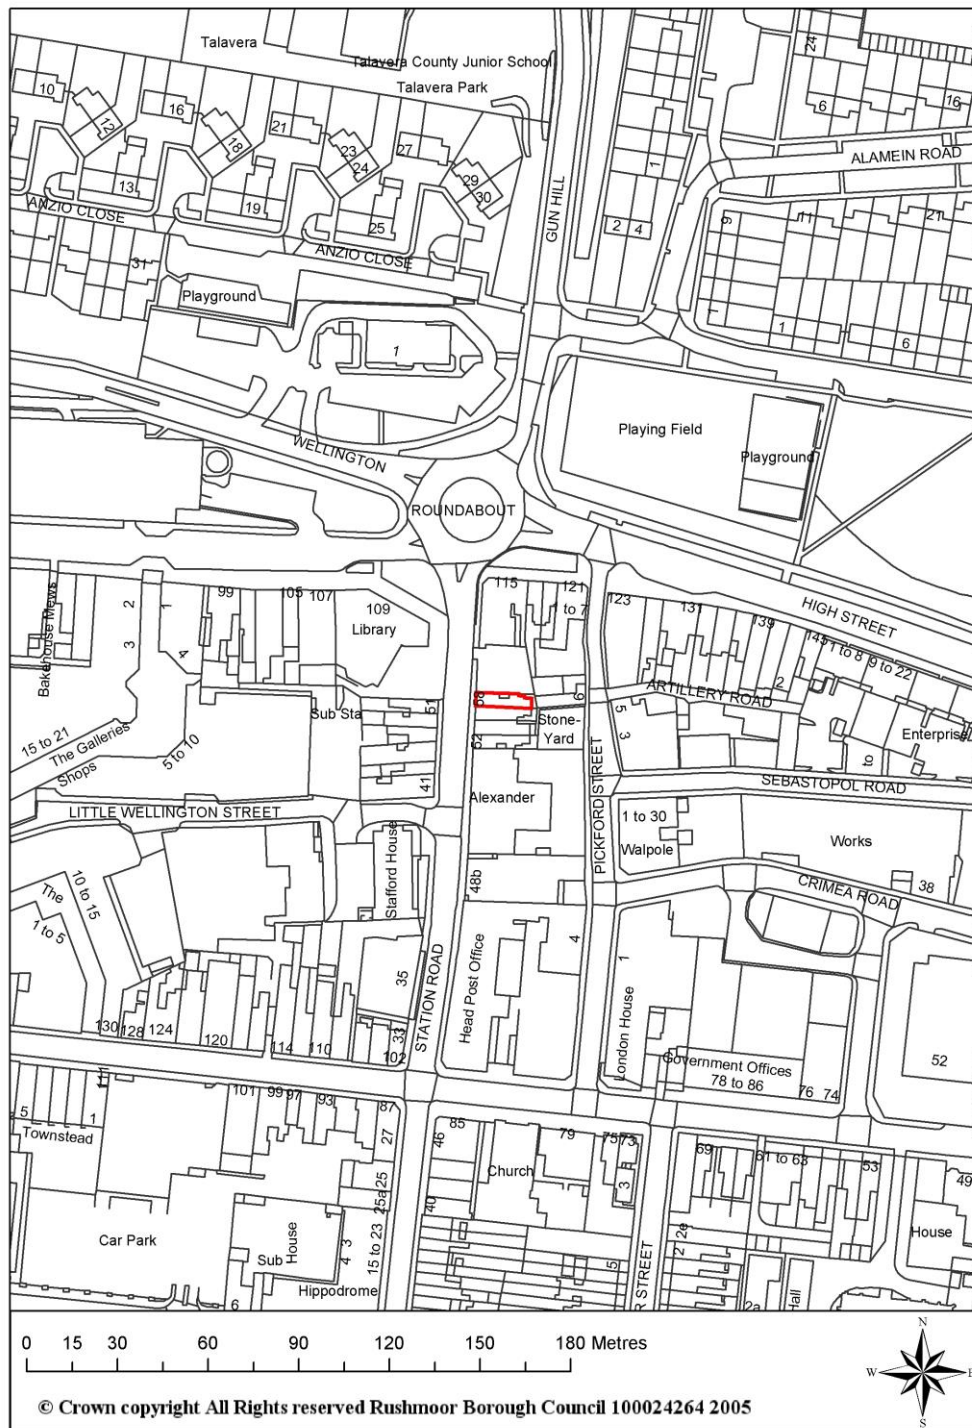 Talavera
Talavera County Junior School
Talavera Park
24
10
12
16
18
21
23
24
27
29
30
13
19
25
6
16
1
ALAMEIN ROAD
ANZIO CLOSE
ANZIO CLOSE
GUN HILL
2 4
9
11
21
31
Playground
1
1
1
6
Playing Field
Playground
WELLINGTON
ROUNDABOUT
Bakehouse Mews
2
1
3
4
99
105
107
109
Library
115
121
1 to 7
123
131
139
145
1 to 8
9 to 22
HIGH STREET
ARTILLERY ROAD
2
15 to 21
The Galleries
Shops
5 to 10
Sub Sta
51
41
52
6
Stone-
Yard
5
3
to
Enterprise
SEBASTOPOL ROAD
LITTLE WELLINGTON STREET
Alexander
PICKFORD STREET
1 to 30
Walpole
Works
38
CRIMEA ROAD
Stafford House
48b
The
10 to 15
1 to 5
35
STATION ROAD
Head Post Office
4
1
London House
Government Offices
78 to 86
76
74
52
130
128
124
120
114
110
102
33
111
5
1
Townstead
101
99
97
93
87
27
25
25a
15 to 23
85
46
40
Church
79
75
73
3
5
69
61 to 63
53
49
House
Car Park
Sub
House
4 3
Hippodrome
6
R STREET
2
2e
2a
Hall
0 15 30 60 90 120 150 180 Metres
N
W
E
S
© Crown copyright All Rights reserved Rushmoor Borough Council 100024264 2005